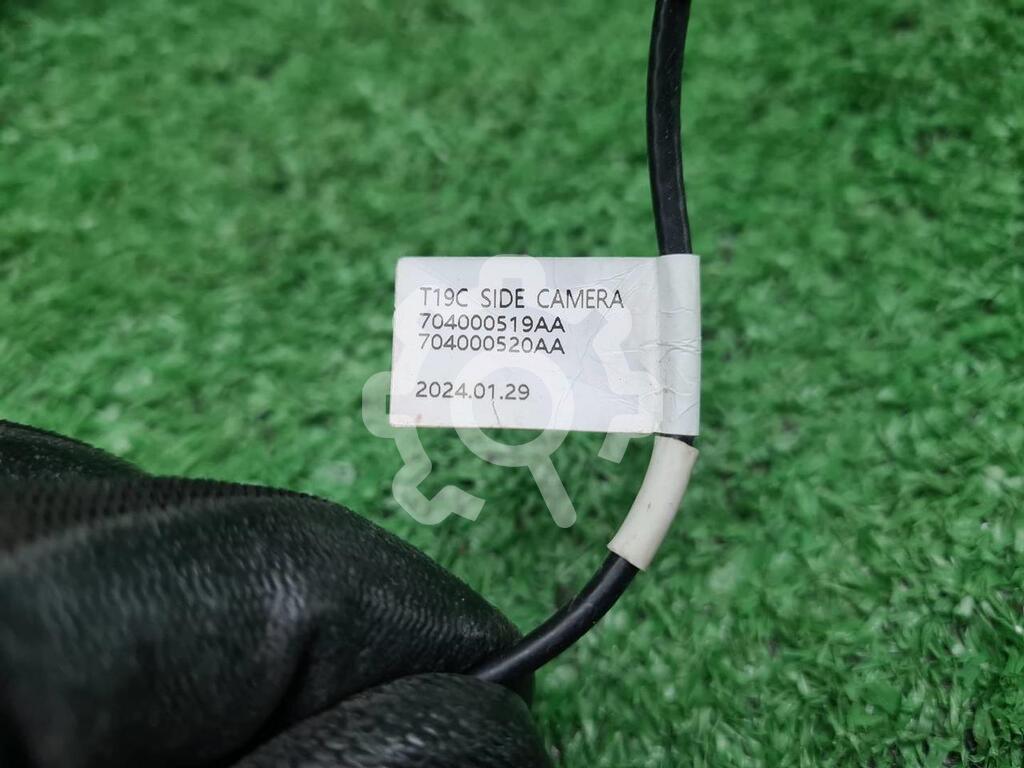 T19C SIDE CAMERA
704000519AA
704000520AA
2024.01.29